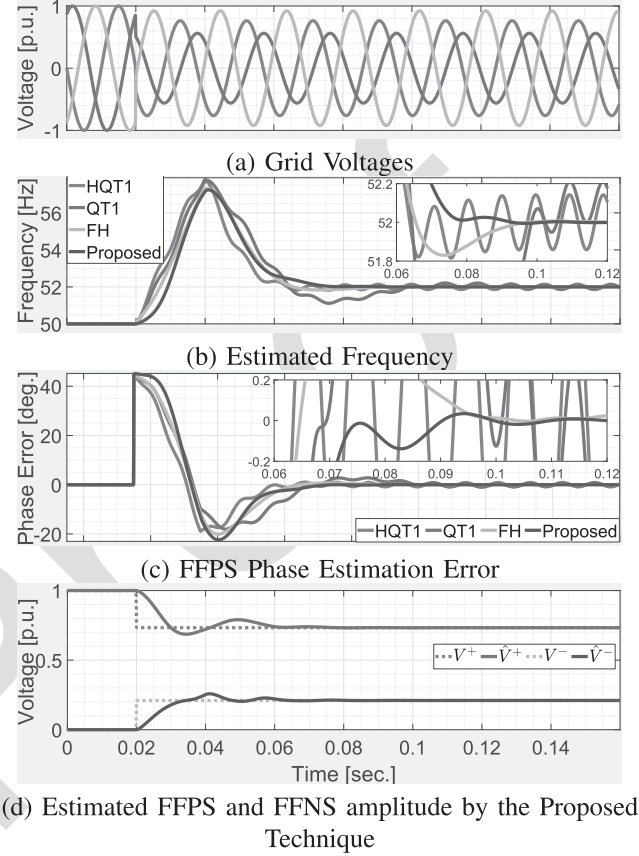 1
0
-1
Voltage [p.u.]
(a) Grid Voltages
HQT1
QT1
FH
Proposed
56
54
52
50
Frequency [Hz]
52.2
52
51.8
0.06
0.08
0.1
0.12
(b) Estimated Frequency
40
20
0
-20
Phase Error [deg.]
0.2
0
-0.2
0.06
0.07
0.08
0.09
0.1
0.11
0.12
HQT1 QT1 FH Proposed
(c) FFPS Phase Estimation Error
1
0.5
0
Voltage [p.u.]
V⁺ V̂⁺ V⁻ V̂⁻
0 0.02 0.04 0.06 0.08 0.1 0.12 0.14
Time [sec.]
(d) Estimated FFPS and FFNS amplitude by the Proposed
Technique